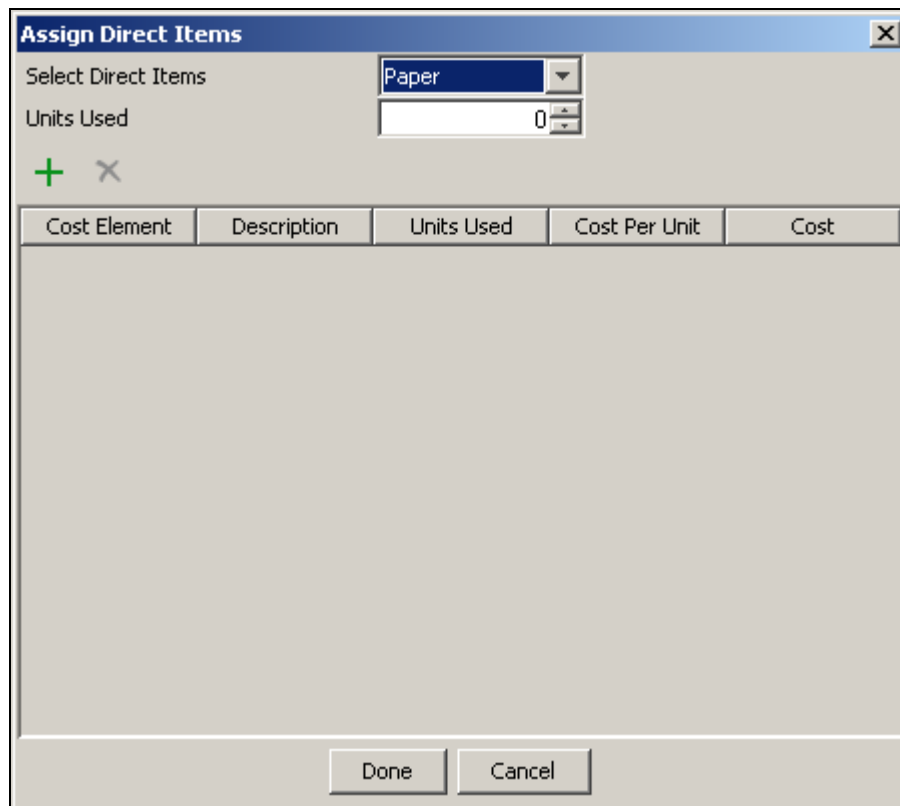 Assign Direct Items
Select Direct Items Paper
Units Used 0
Cost Element Description Units Used Cost Per Unit Cost
Done Cancel